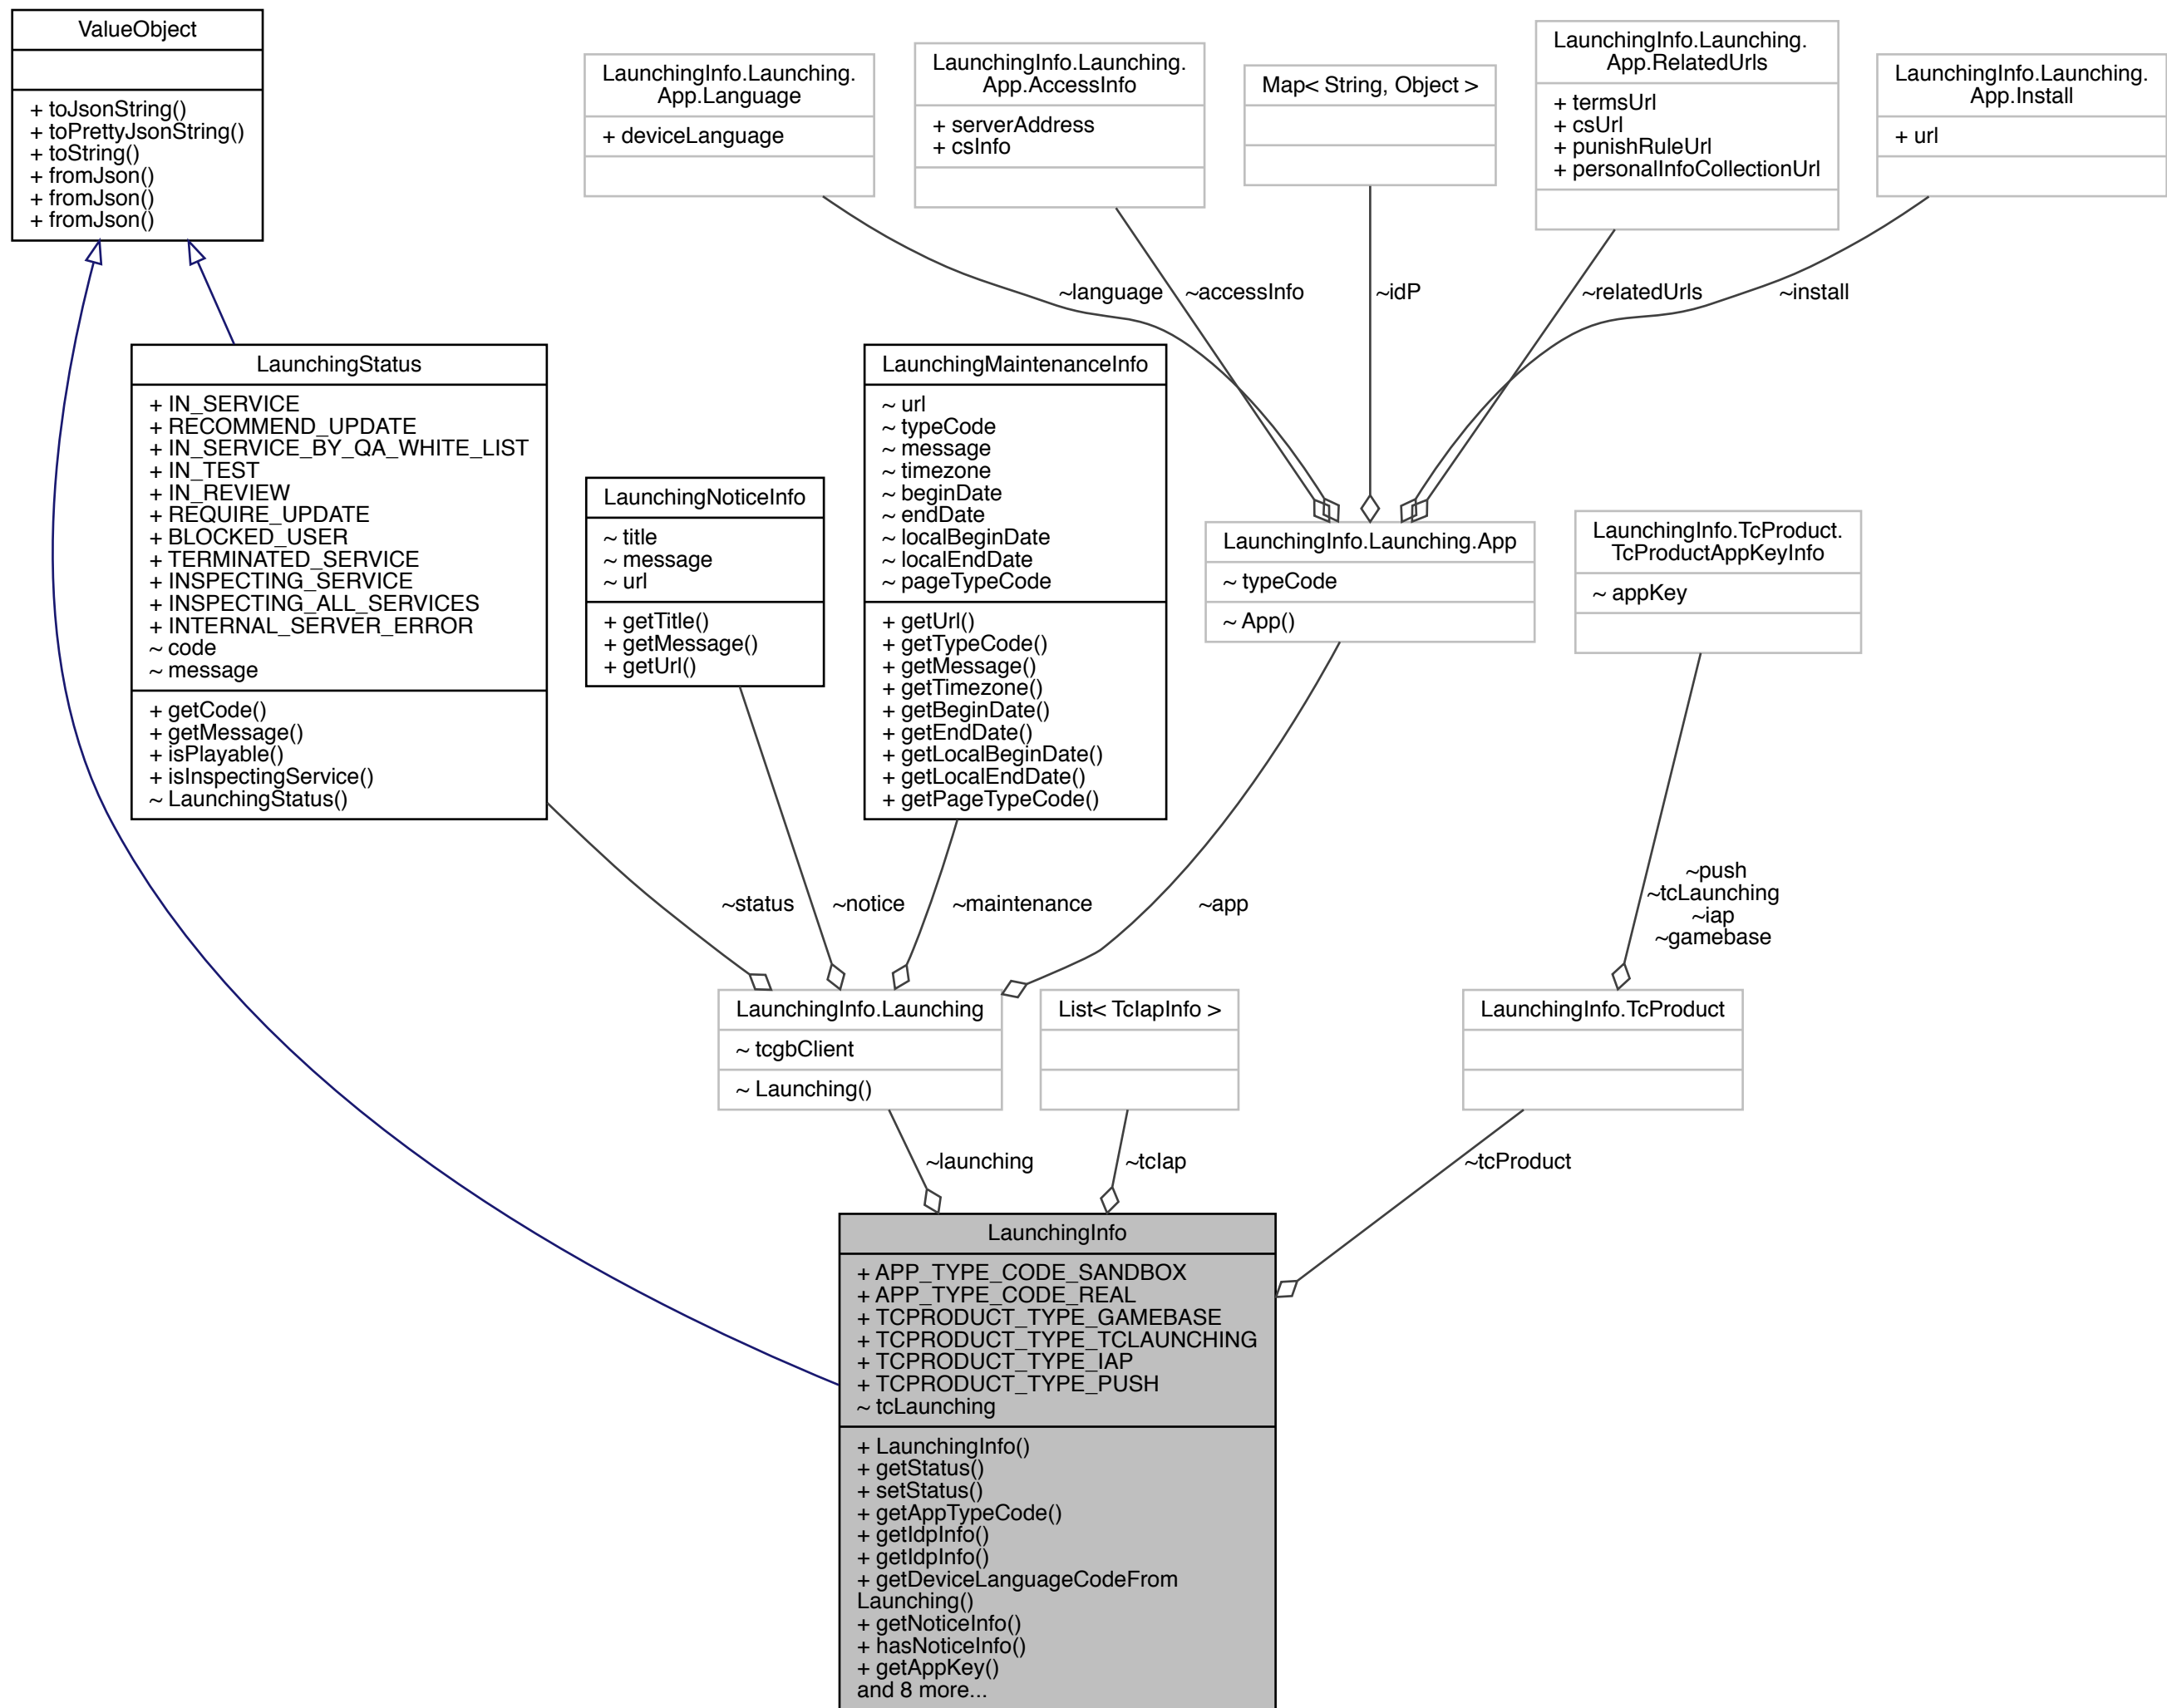 ValueObject
+ toJsonString()
+ toPrettyJsonString()
+ toString()
+ fromJson()
+ fromJson()
+ fromJson()
LaunchingInfo.Launching.
App.Language
+ deviceLanguage
LaunchingInfo.Launching.
App.AccessInfo
+ serverAddress
+ csInfo
Map< String, Object >
LaunchingInfo.Launching.
App.RelatedUrls
+ termsUrl
+ csUrl
+ punishRuleUrl
+ personalInfoCollectionUrl
LaunchingInfo.Launching.
App.Install
+ url
~language
~accessInfo
~idP
~relatedUrls
~install
LaunchingStatus
+ IN_SERVICE
+ RECOMMEND_UPDATE
+ IN_SERVICE_BY_QA_WHITE_LIST
+ IN_TEST
+ IN_REVIEW
+ REQUIRE_UPDATE
+ BLOCKED_USER
+ TERMINATED_SERVICE
+ INSPECTING_SERVICE
+ INSPECTING_ALL_SERVICES
+ INTERNAL_SERVER_ERROR
~ code
~ message
+ getCode()
+ getMessage()
+ isPlayable()
+ isInspectingService()
~ LaunchingStatus()
LaunchingNoticeInfo
~ title
~ message
~ url
+ getTitle()
+ getMessage()
+ getUrl()
LaunchingMaintenanceInfo
~ url
~ typeCode
~ message
~ timezone
~ beginDate
~ endDate
~ localBeginDate
~ localEndDate
~ pageTypeCode
+ getUrl()
+ getTypeCode()
+ getMessage()
+ getTimezone()
+ getBeginDate()
+ getEndDate()
+ getLocalBeginDate()
+ getLocalEndDate()
+ getPageTypeCode()
LaunchingInfo.Launching.App
~ typeCode
~ App()
LaunchingInfo.TcProduct.
TcProductAppKeyInfo
~ appKey
~status
~notice
~maintenance
~app
~push
~tcLaunching
~iap
~gamebase
LaunchingInfo.Launching
~ tcgbClient
~ Launching()
List< TcIapInfo >
LaunchingInfo.TcProduct
~launching
~tcIap
~tcProduct
LaunchingInfo
+ APP_TYPE_CODE_SANDBOX
+ APP_TYPE_CODE_REAL
+ TCPRODUCT_TYPE_GAMEBASE
+ TCPRODUCT_TYPE_TCLAUNCHING
+ TCPRODUCT_TYPE_IAP
+ TCPRODUCT_TYPE_PUSH
~ tcLaunching
+ LaunchingInfo()
+ getStatus()
+ setStatus()
+ getAppTypeCode()
+ getIdpInfo()
+ getIdpInfo()
+ getDeviceLanguageCodeFrom
Launching()
+ getNoticeInfo()
+ hasNoticeInfo()
+ getAppKey()
and 8 more...